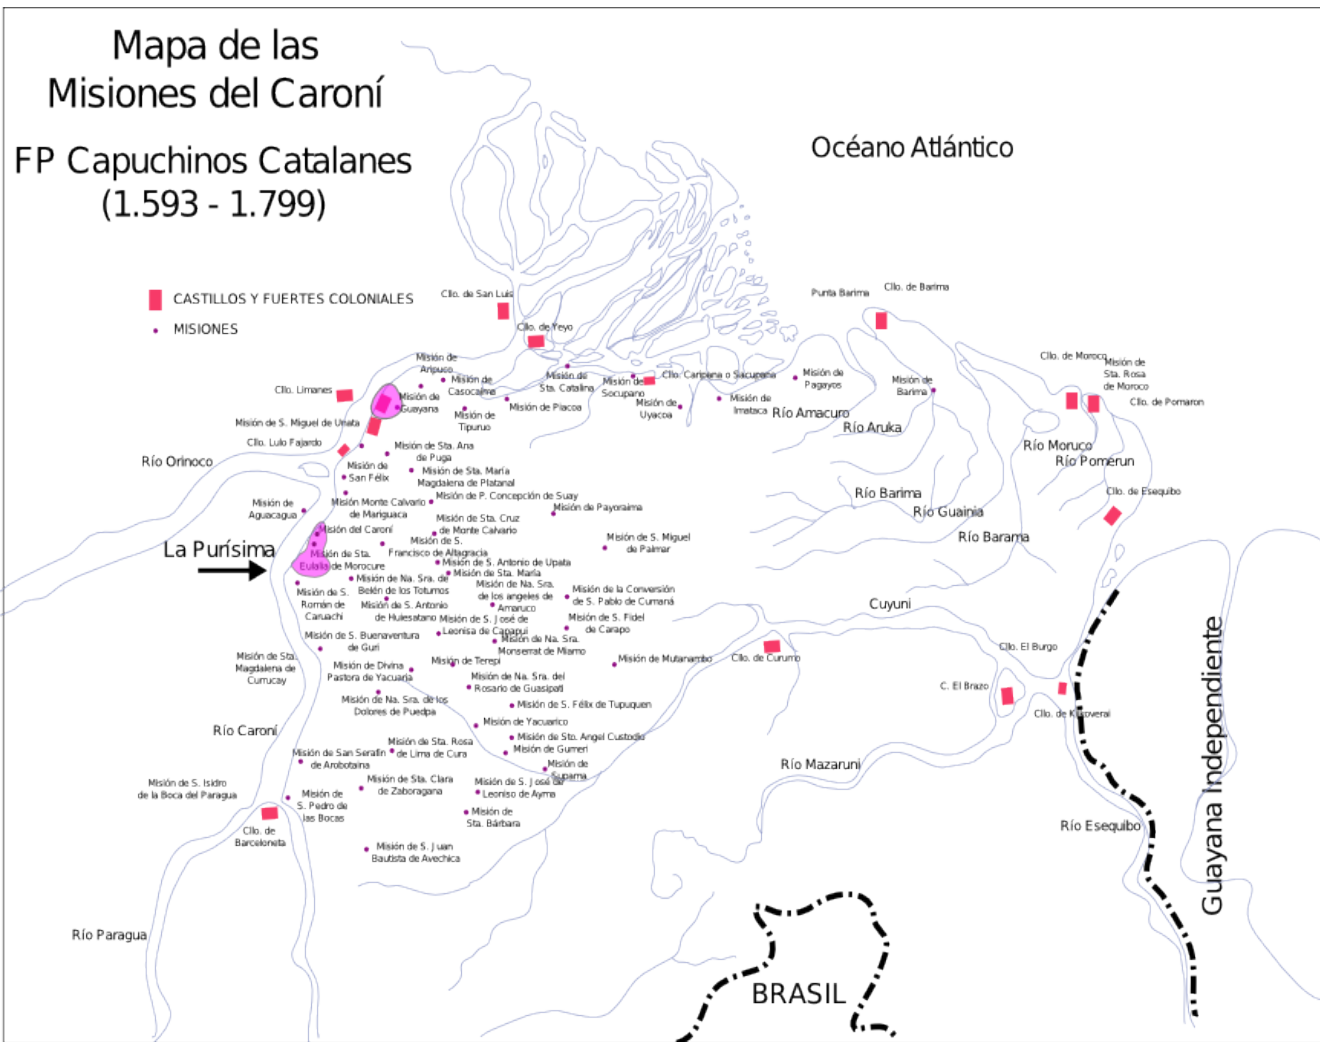 Mapa de las
Misiones del Caroní
FP Capuchinos Catalanes
(1.593 - 1.799)
Océano Atlántico
CASTILLOS Y FUERTES COLONIALES
MISIONES
Cllo. de San Luis
Cllo. de Yeyo
Punta Barima
Cllo. de Barima
Cllo. de Moroco
Misión de
Sta. Rosa
de Moroco
Cllo. de Pomaron
Misión de
Aripuco
Misión de
Casocaima
Misión de
Sta. Catalina
Misión de
Socupano
Cllo. Caripana o Sacupana
Misión de
Pagayos
Misión de
Barima
Cllo. Limanes
Misión de
Guayana
Misión de
Tipuruo
Misión de Piacoa
Misión de
Uyacoa
Misión de
Imataca
Río Amacuro
Río Aruka
Misión de S. Miguel de Unata
Cllo. Lulo Fajardo
Río Orinoco
Misión de Sta. Ana
de Puga
Río Moruco
Río Pomerun
Misión de
San Félix
Misión de Sta. María
Magdalena de Platanal
Misión de
Aguacagua
Misión Monte Calvario
de Mariguaca
Misión de P. Concepción de Suay
Misión de Payoraima
Río Barima
Río Guainia
Cllo. de Esequibo
Misión del Caroní
Misión de Sta. Cruz
de Monte Calvario
Misión de S.
Francisco de Altagracia
Misión de S. Miguel
de Palmar
Río Barama
La Purísima
Misión de Sta.
Eulalia de Morocure
Misión de S. Antonio de Upata
Misión de Sta. María
Misión de Na. Sra. de
Belén de los Totumos
Misión de Na. Sra.
de los angeles de
Amaruco
Misión de la Conversión
de S. Pablo de Cumaná
Misión de S.
Román de
Caruachi
Misión de S. Antonio
de Huiesatano
Misión de S. José de
Leonisa de Capapui
Misión de S. Fidel
de Carapo
Cuyuni
Misión de S. Buenaventura
de Guri
Misión de Na. Sra.
Monserrat de Miamo
Misión de Sta.
Magdalena de
Currucay
Misión de Divina
Pastora de Yacuaria
Misión de Terepi
Misión de Mutanambo
Cllo. de Curumo
Cllo. El Burgo
Misión de Na. Sra. del
Rosario de Guasipati
C. El Brazo
Misión de Na. Sra. de los
Dolores de Puedpa
Misión de S. Félix de Tupuquen
Río Caroní
Misión de Yacuarico
Misión de Sto. Angel Custodio
Misión de Gumeri
Misión de San Serafin
de Arobotaina
Misión de Sta. Rosa
de Lima de Cura
Misión de
Supama
Río Mazaruni
Misión de S. Isidro
de la Boca del Paragua
Misión de
S. Pedro de
las Bocas
Misión de Sta. Clara
de Zaboragana
Misión de S. José de
Leoniso de Ayma
Misión de
Sta. Bárbara
Cllo. de
Barceloneta
Río Esequibo
Misión de S. Juan
Bautista de Avechica
Río Paragua
BRASIL
Guayana Independiente